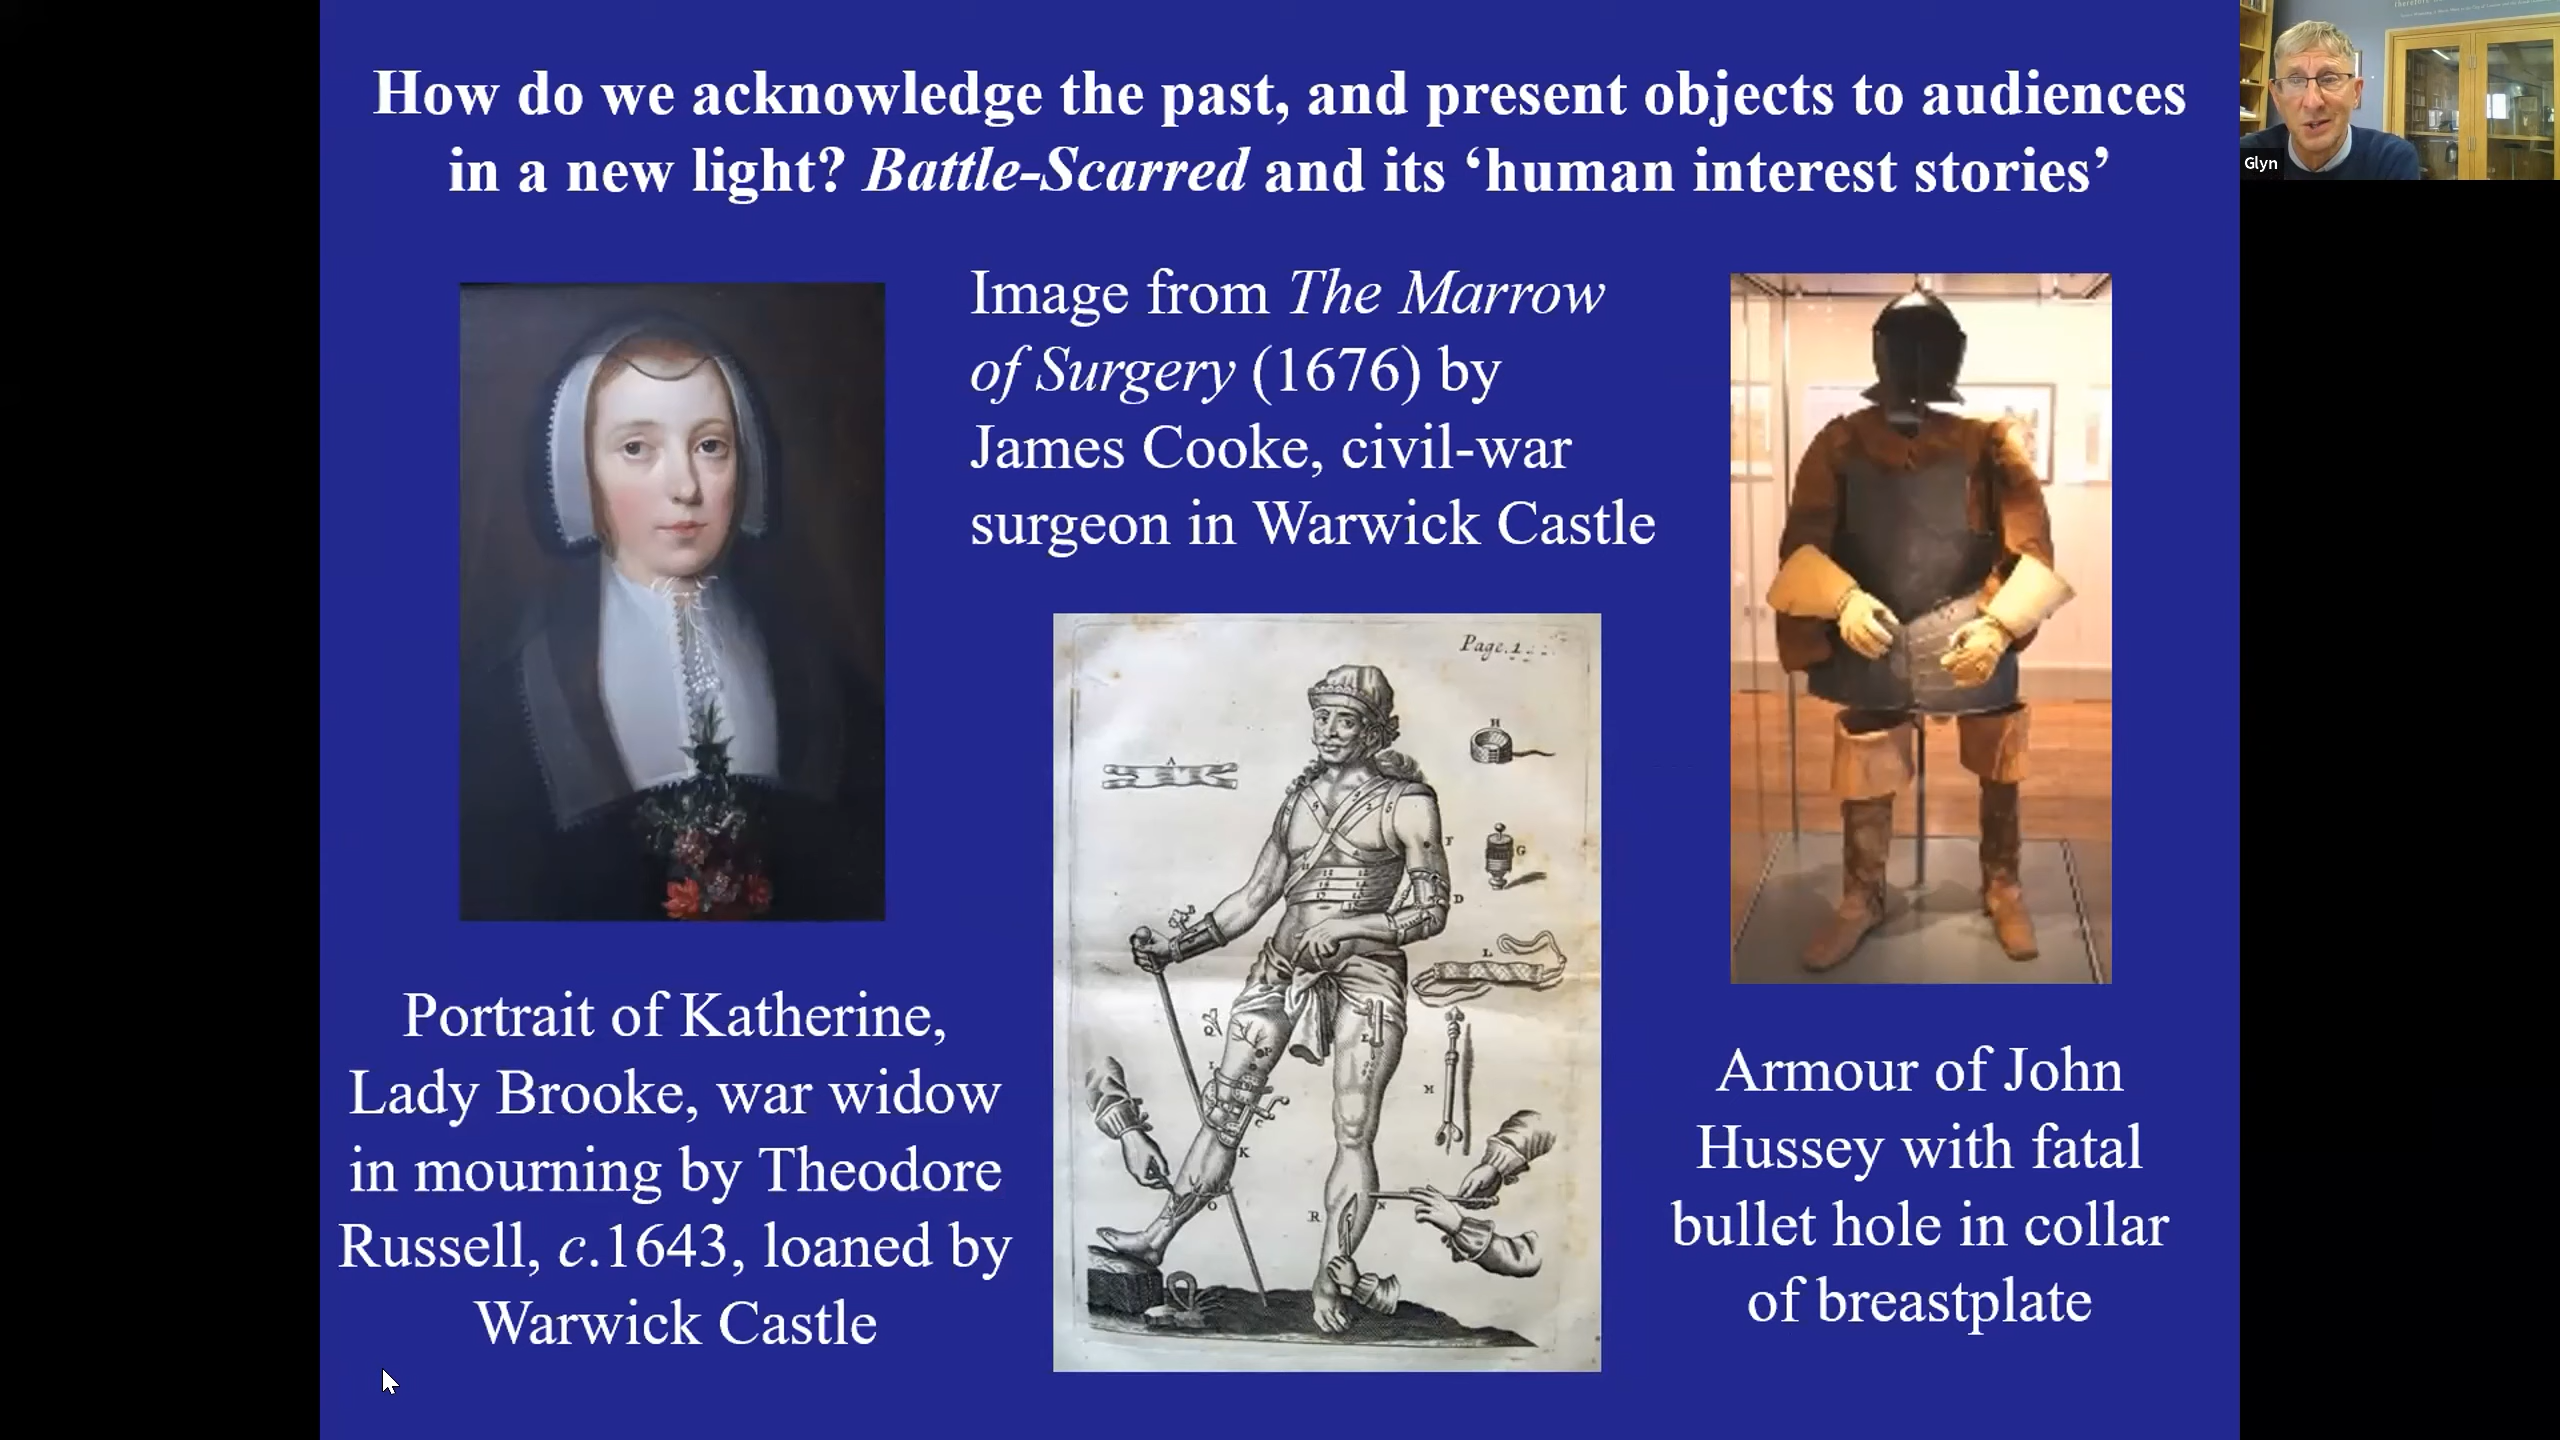 How do we acknowledge the past, and present objects to audiences
in a new light? Battle-Scarred and its ‘human interest stories’
Glyn
Image from The Marrow
of Surgery (1676) by
James Cooke, civil-war
surgeon in Warwick Castle
Portrait of Katherine,
Lady Brooke, war widow
in mourning by Theodore
Russell, c.1643, loaned by
Warwick Castle
Page.
A
H
G
F
D
B
L
Q
P
I
C
K
M
O
R
N
Armour of John
Hussey with fatal
bullet hole in collar
of breastplate